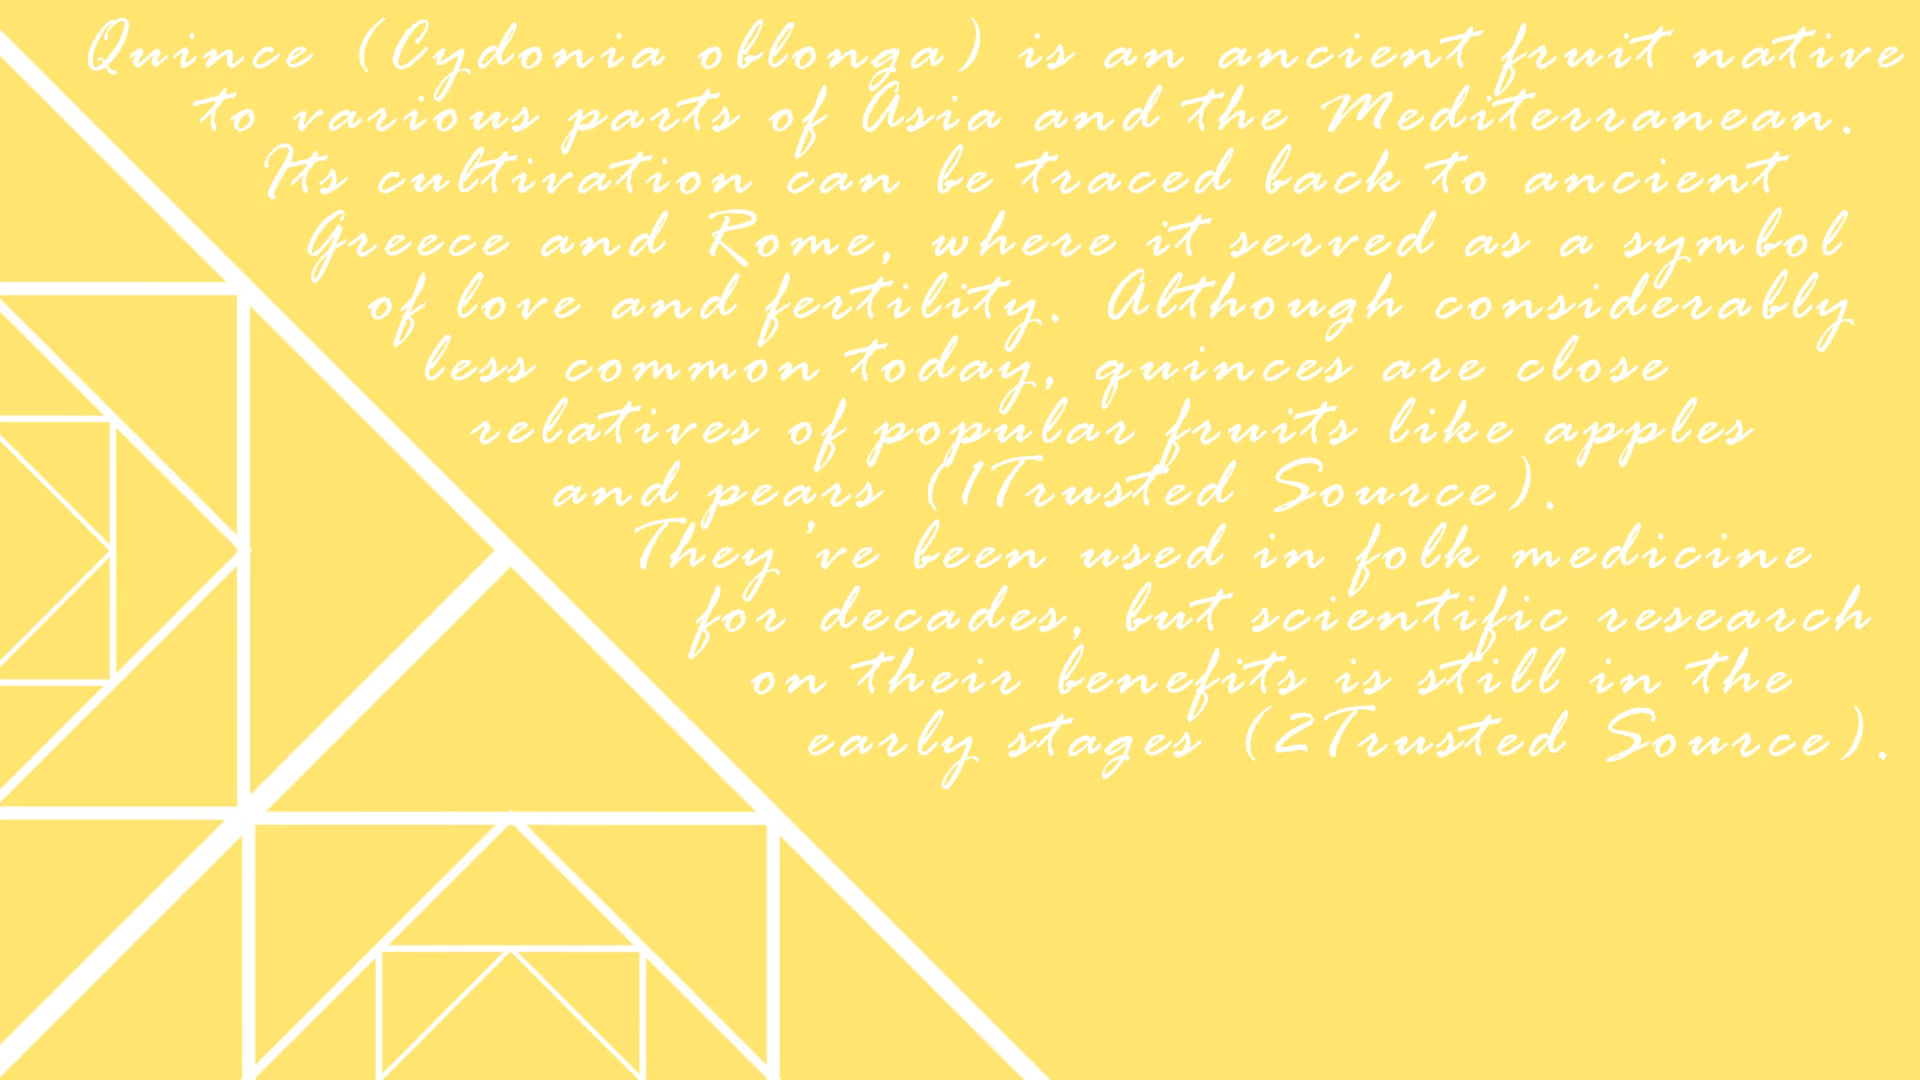 Quince (Cydonia oblonga) is an ancient fruit native
to various parts of Asia and the Mediterranean.
Its cultivation can be traced back to ancient
Greece and Rome, where it served as a symbol
of love and fertility. Although considerably
less common today, quinces are close
relatives of popular fruits like apples
and pears (1Trusted Source).
They've been used in folk medicine
for decades, but scientific research
on their benefits is still in the
early stages (2Trusted Source).